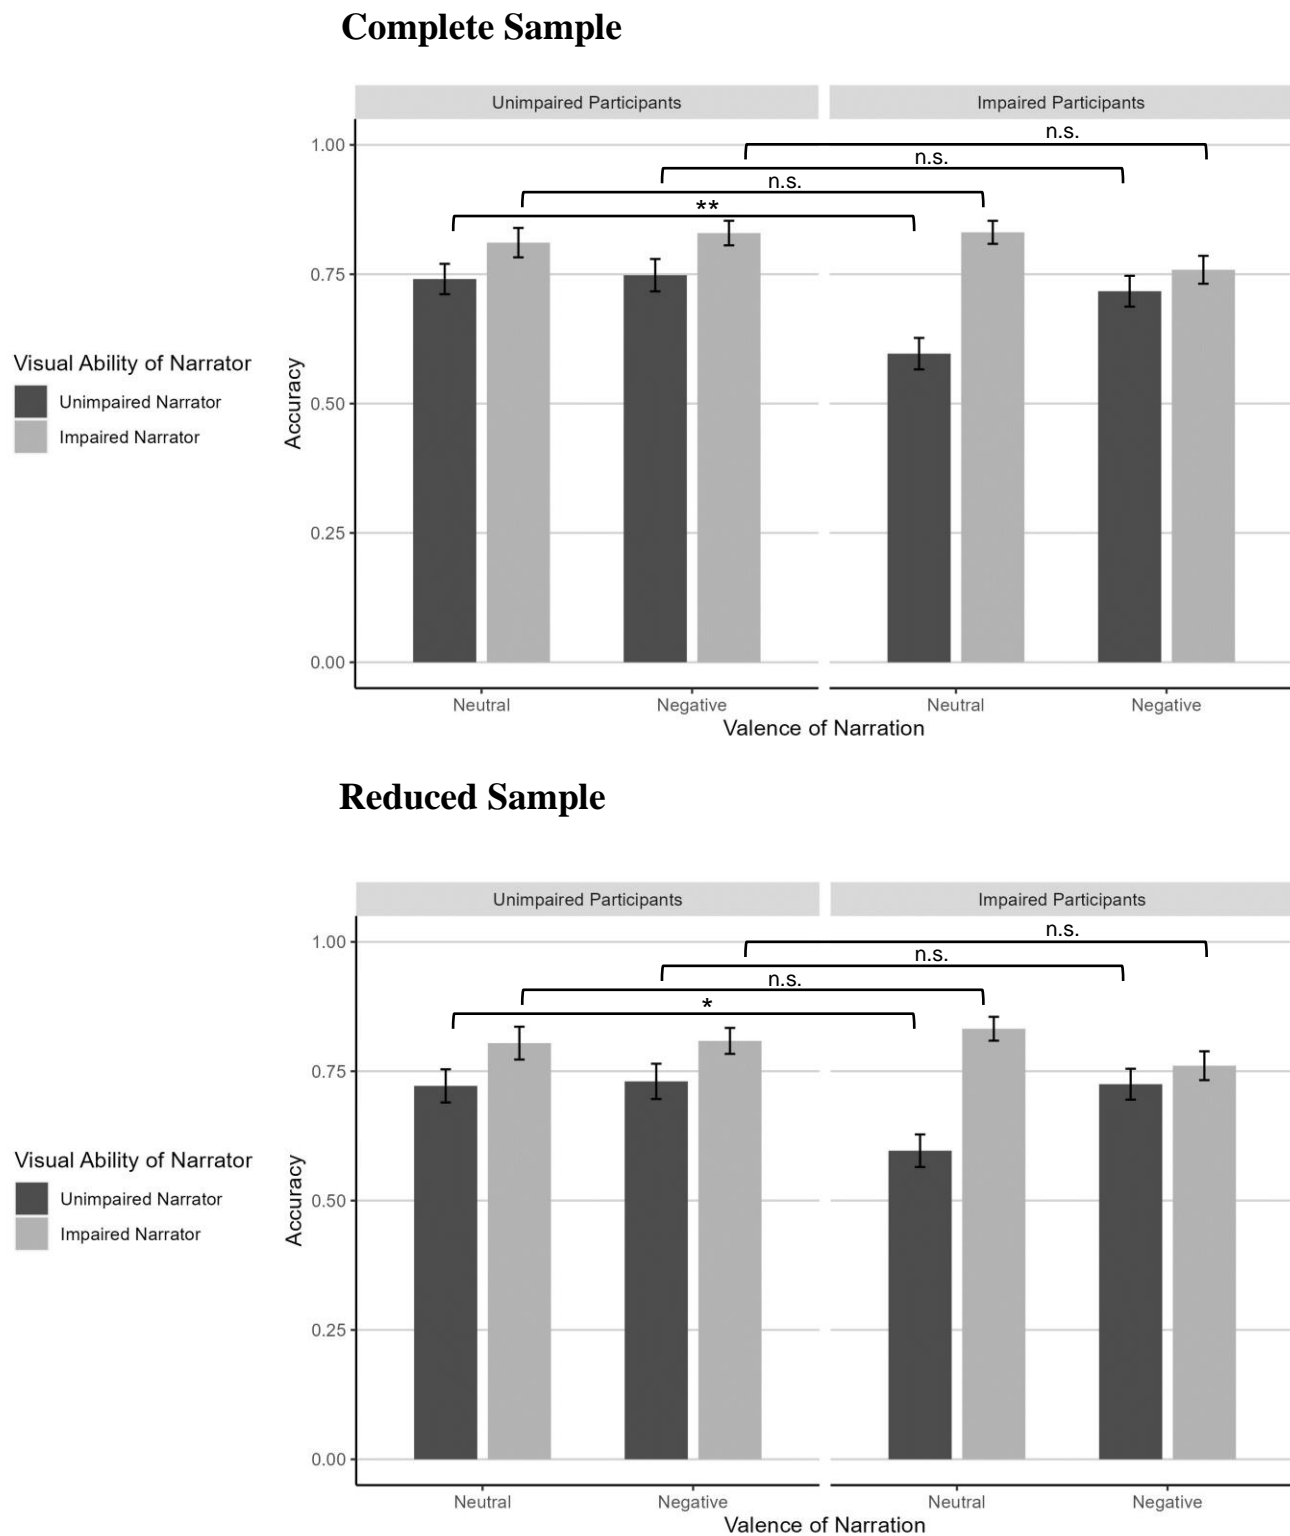 Complete Sample
Unimpaired Participants
Impaired Participants
n.s.
n.s.
n.s.
**
1.00
0.75
0.50
0.25
0.00
Accuracy
Visual Ability of Narrator
Unimpaired Narrator
Impaired Narrator
Neutral
Negative
Neutral
Negative
Valence of Narration
Reduced Sample
Unimpaired Participants
Impaired Participants
n.s.
n.s.
n.s.
*
1.00
0.75
0.50
0.25
0.00
Accuracy
Visual Ability of Narrator
Unimpaired Narrator
Impaired Narrator
Neutral
Negative
Neutral
Negative
Valence of Narration